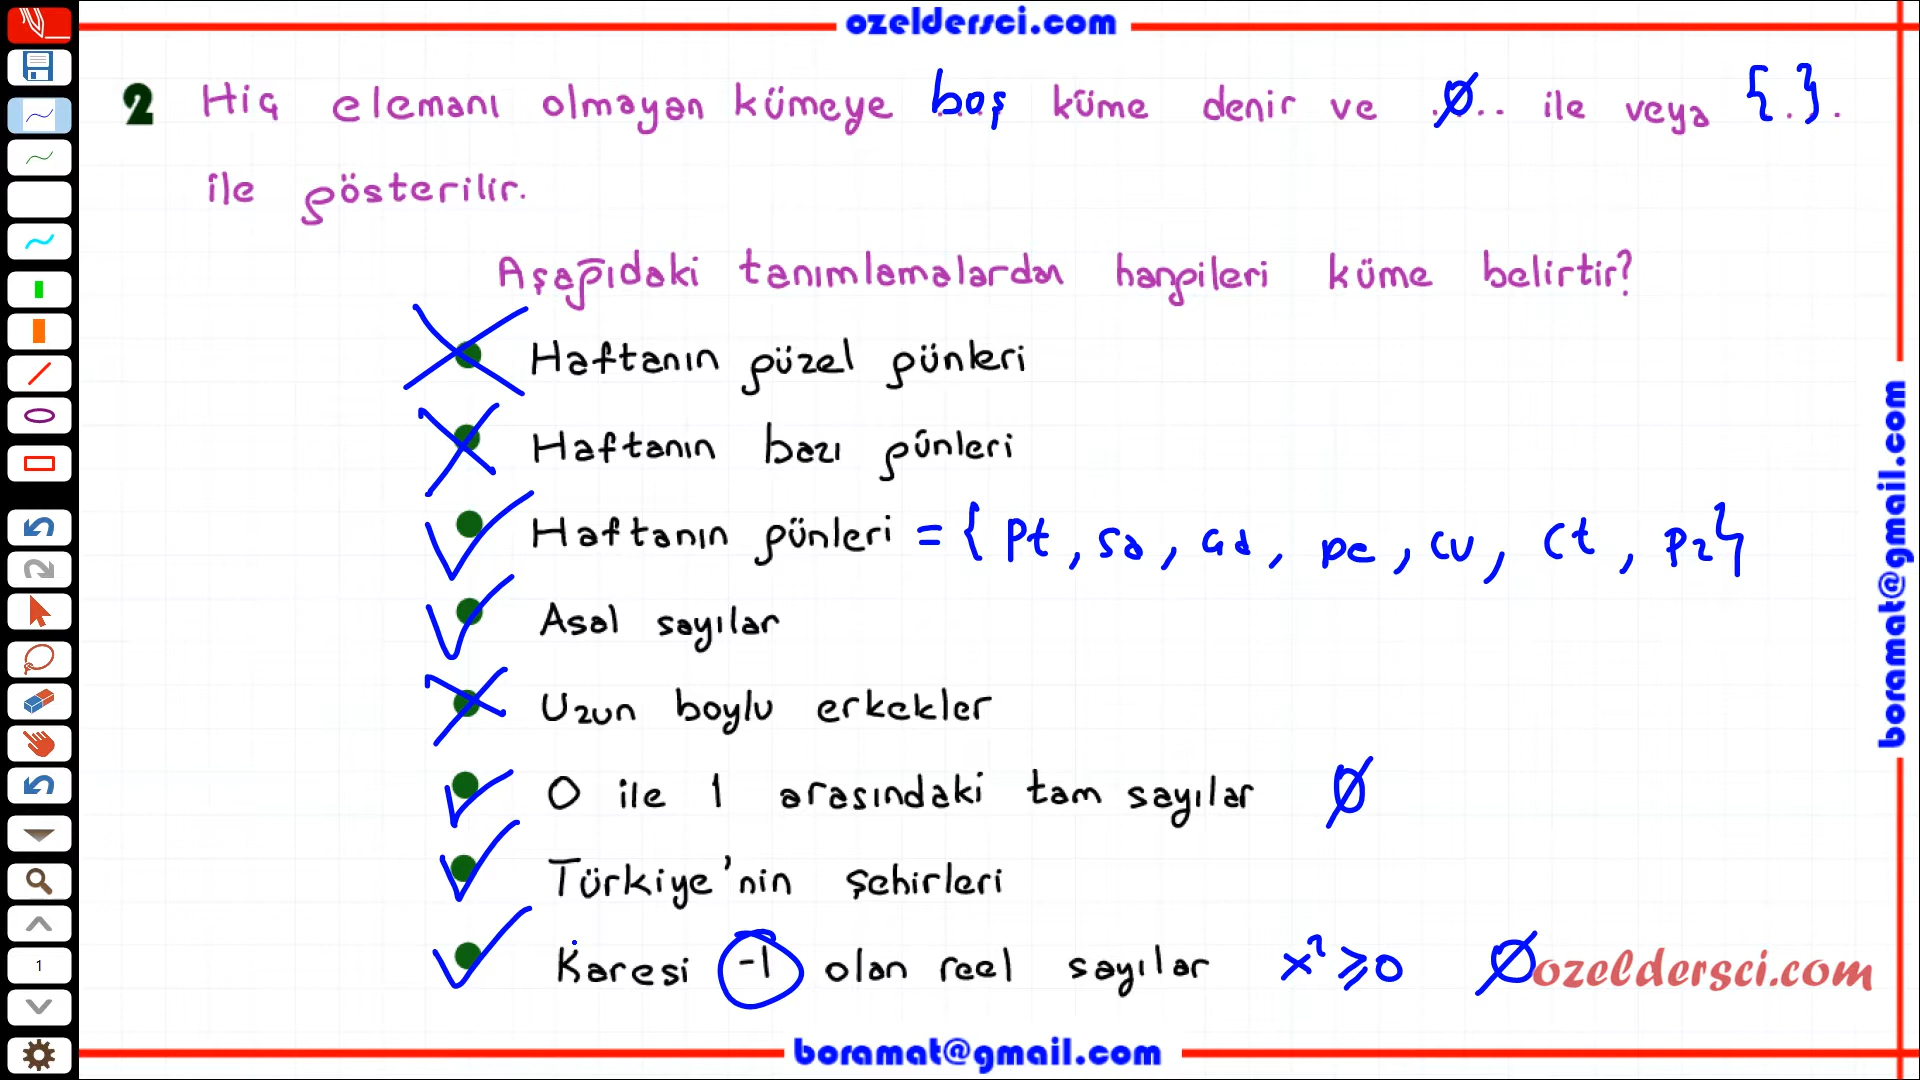 ozeldersci.com
2 Hiç elemanı olmayan kümeye boş küme denir ve ..∅.. ile veya {.}.
ile gösterilir.
Aşağıdaki tanımlamalardan hangileri küme belirtir?
Haftanın güzel günleri
Haftanın bazı günleri
Haftanın günleri = { Pt, Sa, Ça, pe, cu, Ct, Pz}
Asal sayılar
Uzun boylu erkekler
0 ile 1 arasındaki tam sayılar ∅
Türkiye'nin şehirleri
Karesi -1 olan reel sayılar x² ⩾ 0 ∅
ozeldersci.com
boramat@gmail.com
boramat@gmail.com
1